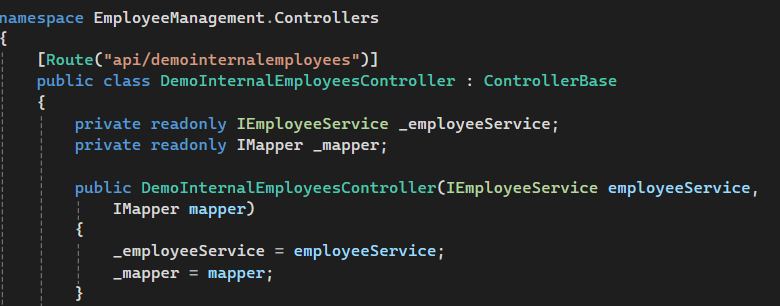 namespace EmployeeManagement.Controllers
{
    [Route("api/demointernalemployees")]
    public class DemoInternalEmployeesController : ControllerBase
    {
        private readonly IEmployeeService _employeeService;
        private readonly IMapper _mapper;

        public DemoInternalEmployeesController(IEmployeeService employeeService,
            IMapper mapper)
        {
            _employeeService = employeeService;
            _mapper = mapper;
        }